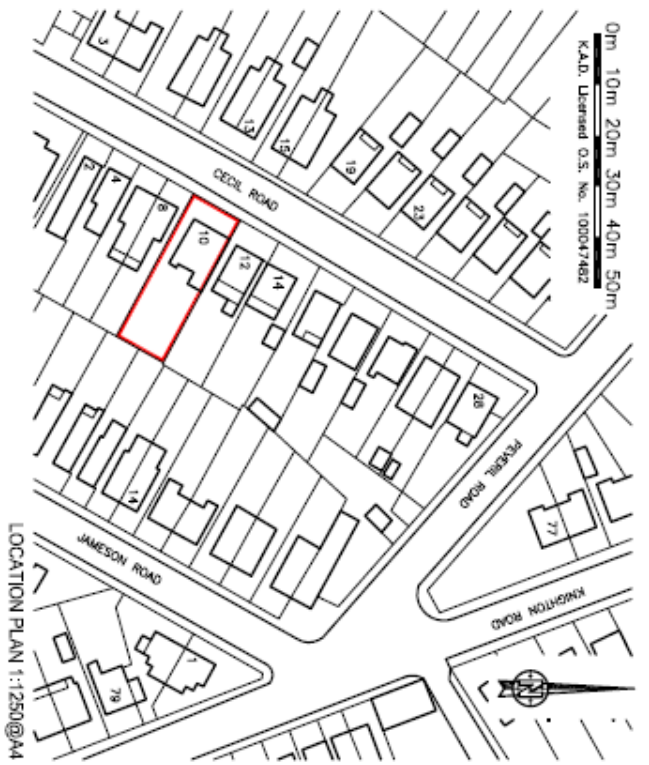 0m 10m 20m 30m 40m 50m
K.A.D. Licensed O.S. No. 100047482
3
13
15
19
23
CECIL ROAD
2
4
8
10
12
14
28
PEVERIL ROAD
77
KNIGHTON ROAD
N
14
JAMESON ROAD
1
79
LOCATION PLAN 1:1250@A4